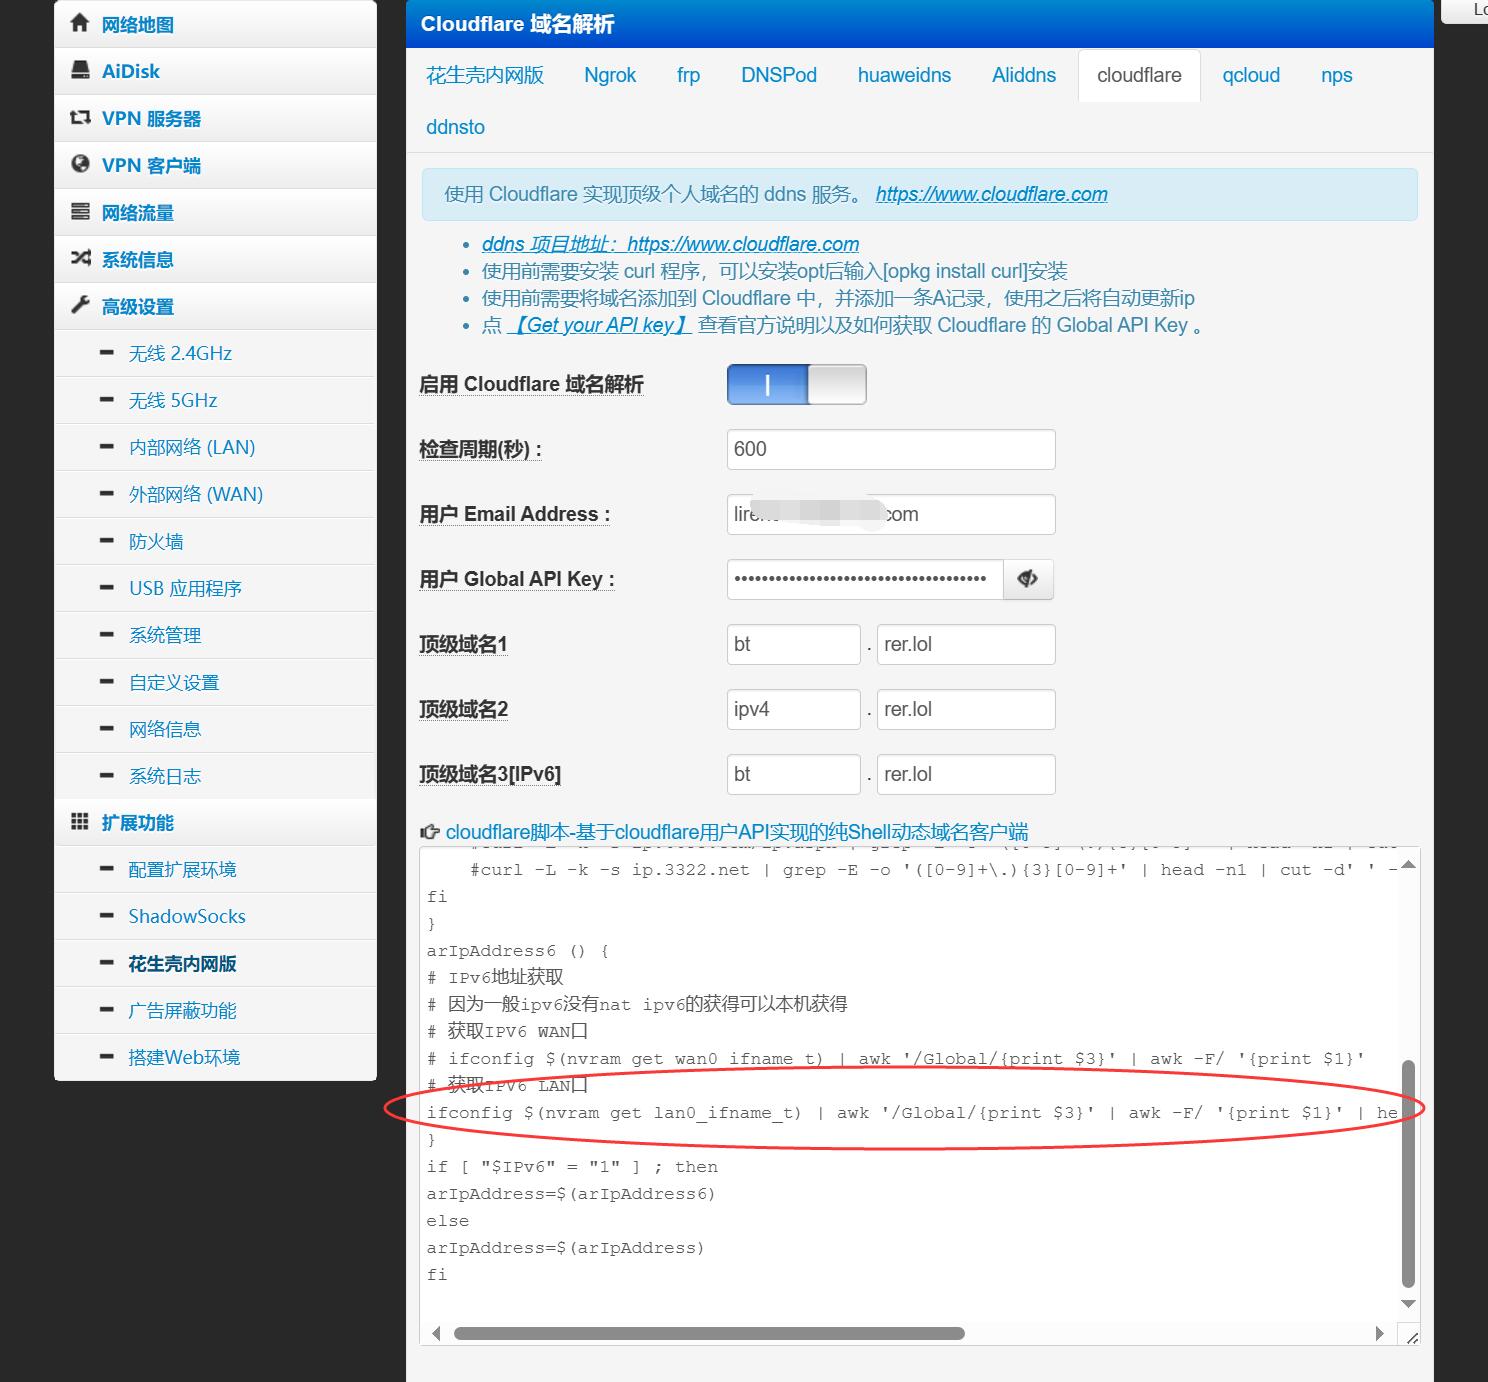 网络地图
AiDisk
VPN 服务器
VPN 客户端
网络流量
系统信息
高级设置
无线 2.4GHz
无线 5GHz
内部网络 (LAN)
外部网络 (WAN)
防火墙
USB 应用程序
系统管理
自定义设置
网络信息
系统日志
扩展功能
配置扩展环境
ShadowSocks
花生壳内网版
广告屏蔽功能
搭建Web环境
Lo
Cloudflare 域名解析
花生壳内网版 Ngrok frp DNSPod huaweidns Aliddns cloudflare qcloud nps
ddnsto
使用 Cloudflare 实现顶级个人域名的 ddns 服务。 https://www.cloudflare.com
ddns 项目地址：https://www.cloudflare.com
使用前需要安装 curl 程序，可以安装opt后输入[opkg install curl]安装
使用前需要将域名添加到 Cloudflare 中，并添加一条A记录，使用之后将自动更新ip
点 【Get your API key】 查看官方说明以及如何获取 Cloudflare 的 Global API Key 。
启用 Cloudflare 域名解析
检查周期(秒) : 600
用户 Email Address : com
用户 Global API Key : 
顶级域名1 bt . rer.lol
顶级域名2 ipv4 . rer.lol
顶级域名3[IPv6] bt . rer.lol
cloudflare脚本-基于cloudflare用户API实现的纯Shell动态域名客户端
#curl -L -k -s ip.3322.net | grep -E -o '([0-9]+\.){3}[0-9]+' | head -n1 | cut -d' ' -
fi
}
arIpAddress6 () {
# IPv6地址获取
# 因为一般ipv6没有nat ipv6的获得可以本机获得
# 获取IPV6 WAN口
# ifconfig $(nvram get wan0_ifname_t) | awk '/Global/{print $3}' | awk -F/ '{print $1}'
# 获取IPV6 LAN口
ifconfig $(nvram get lan0_ifname_t) | awk '/Global/{print $3}' | awk -F/ '{print $1}' | he
}
if [ "$IPv6" = "1" ] ; then
arIpAddress=$(arIpAddress6)
else
arIpAddress=$(arIpAddress)
fi